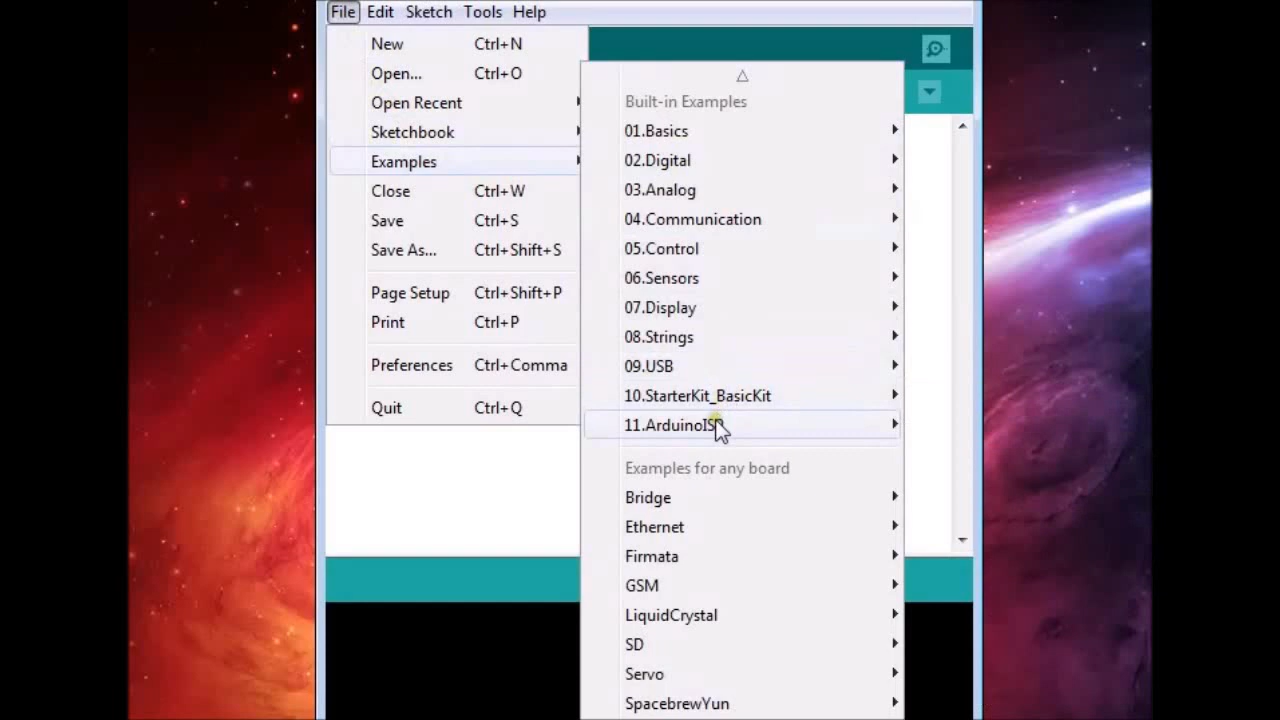 File Edit Sketch Tools Help
New Ctrl+N
Open... Ctrl+O
Open Recent
Sketchbook
Examples
Close Ctrl+W
Save Ctrl+S
Save As... Ctrl+Shift+S
Page Setup Ctrl+Shift+P
Print Ctrl+P
Preferences Ctrl+Comma
Quit Ctrl+Q
Built-in Examples
01.Basics
02.Digital
03.Analog
04.Communication
05.Control
06.Sensors
07.Display
08.Strings
09.USB
10.StarterKit_BasicKit
11.ArduinoISP
Examples for any board
Bridge
Ethernet
Firmata
GSM
LiquidCrystal
SD
Servo
SpacebrewYun